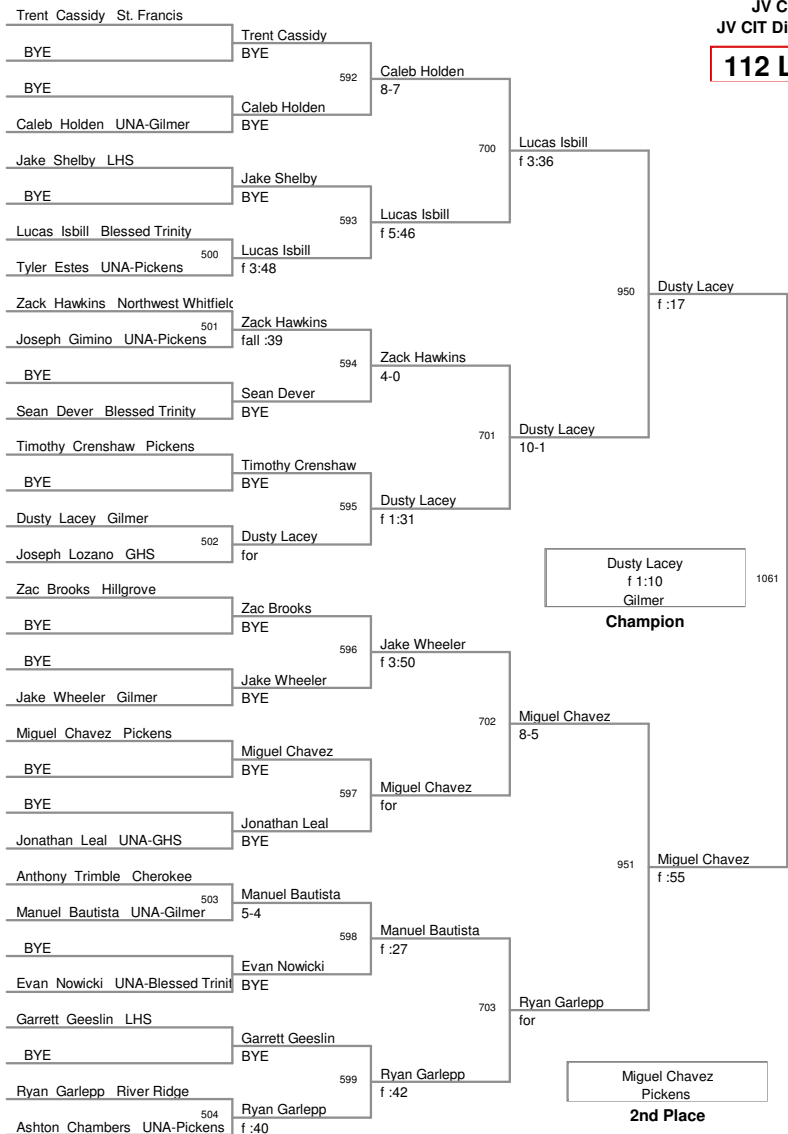 JV C
JV CIT Di
112 L
Trent Cassidy St. Francis
Trent Cassidy
BYE
BYE
592
Caleb Holden
8-7
BYE
Caleb Holden
BYE
Caleb Holden UNA-Gilmer
700
Lucas Isbill
f 3:36
Jake Shelby LHS
Jake Shelby
BYE
BYE
593
Lucas Isbill
f 5:46
Lucas Isbill Blessed Trinity
500
Lucas Isbill
f 3:48
Tyler Estes UNA-Pickens
950
Dusty Lacey
f :17
Zack Hawkins Northwest Whitfield
501
Zack Hawkins
fall :39
Joseph Gimino UNA-Pickens
594
Zack Hawkins
4-0
BYE
Sean Dever
BYE
Sean Dever Blessed Trinity
701
Dusty Lacey
10-1
Timothy Crenshaw Pickens
Timothy Crenshaw
BYE
BYE
595
Dusty Lacey
f 1:31
Dusty Lacey Gilmer
502
Dusty Lacey
for
Joseph Lozano GHS
Dusty Lacey
f 1:10
Gilmer
Champion
1061
Zac Brooks Hillgrove
Zac Brooks
BYE
BYE
596
Jake Wheeler
f 3:50
BYE
Jake Wheeler
BYE
Jake Wheeler Gilmer
702
Miguel Chavez
8-5
Miguel Chavez Pickens
Miguel Chavez
BYE
BYE
597
Miguel Chavez
for
BYE
Jonathan Leal
BYE
Jonathan Leal UNA-GHS
951
Miguel Chavez
f :55
Anthony Trimble Cherokee
503
Manuel Bautista
5-4
Manuel Bautista UNA-Gilmer
598
Manuel Bautista
f :27
BYE
Evan Nowicki
BYE
Evan Nowicki UNA-Blessed Trinit
703
Ryan Garlepp
for
Garrett Geeslin LHS
Garrett Geeslin
BYE
BYE
599
Ryan Garlepp
f :42
Ryan Garlepp River Ridge
504
Ryan Garlepp
f :40
Ashton Chambers UNA-Pickens
Miguel Chavez
Pickens
2nd Place